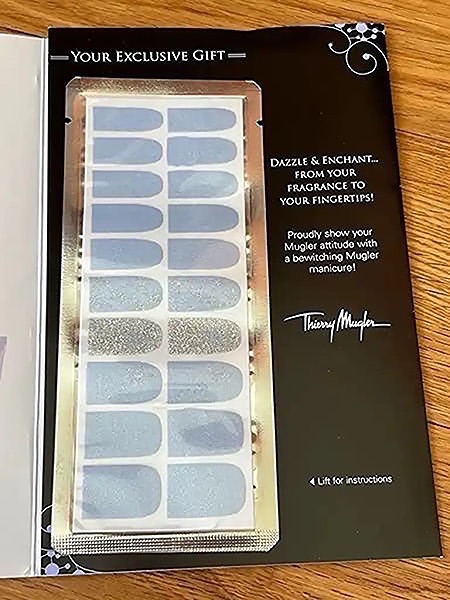 YOUR EXCLUSIVE GIFT
DAZZLE & ENCHANT...
FROM YOUR
FRAGRANCE TO
YOUR FINGERTIPS!
Proudly show your
Mugler attitude with
a bewitching Mugler
manicure!
Thierry Mugler
Lift for instructions